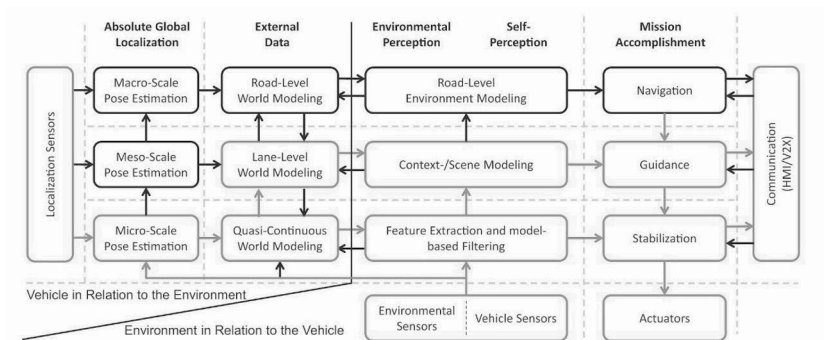 Absolute Global
Localization
External
Data
Environmental
Perception
Self-
Perception
Mission
Accomplishment
Localization Sensors
Macro-Scale
Pose Estimation
Road-Level
World Modeling
Road-Level
Environment Modeling
Navigation
Communication
(HMI/V2X)
Meso-Scale
Pose Estimation
Lane-Level
World Modeling
Context-/Scene Modeling
Guidance
Micro-Scale
Pose Estimation
Quasi-Continuous
World Modeling
Feature Extraction and model-
based Filtering
Stabilization
Vehicle in Relation to the Environment
Environment in Relation to the Vehicle
Environmental
Sensors
Vehicle Sensors
Actuators